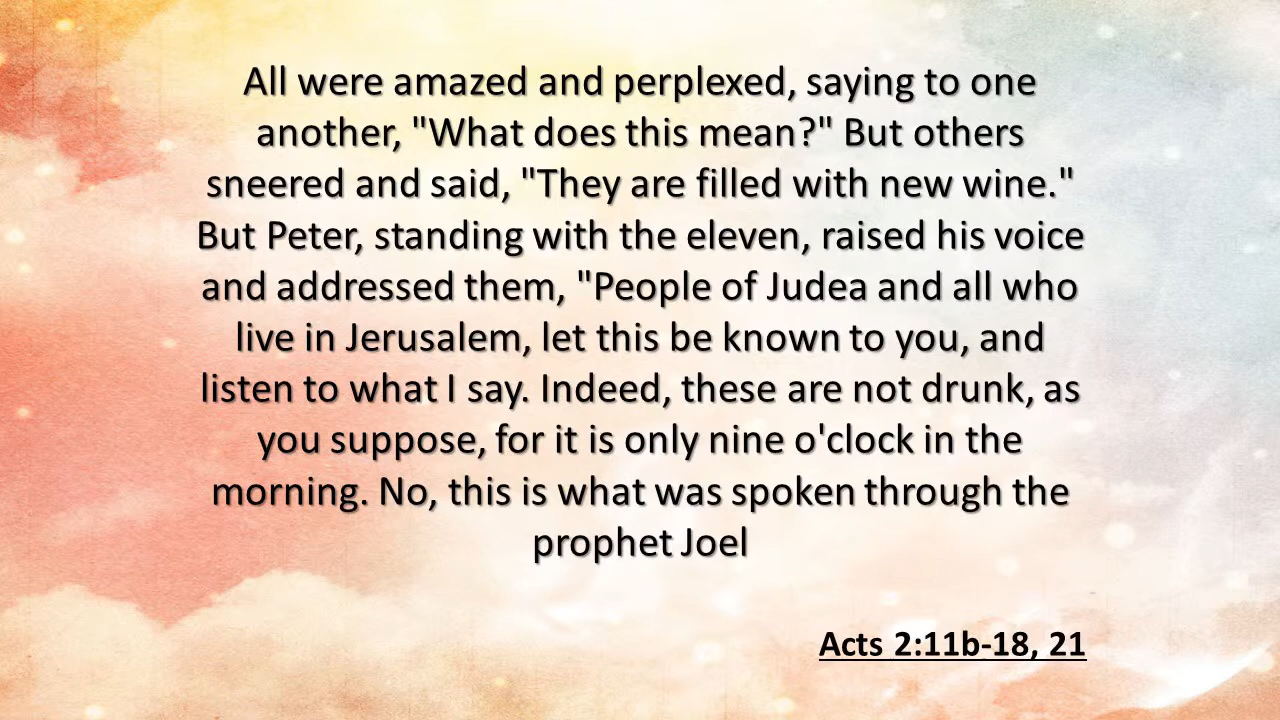 All were amazed and perplexed, saying to one
another, "What does this mean?" But others
sneered and said, "They are filled with new wine."
But Peter, standing with the eleven, raised his voice
and addressed them, "People of Judea and all who
live in Jerusalem, let this be known to you, and
listen to what I say. Indeed, these are not drunk, as
you suppose, for it is only nine o'clock in the
morning. No, this is what was spoken through the
prophet Joel
Acts 2:11b-18, 21